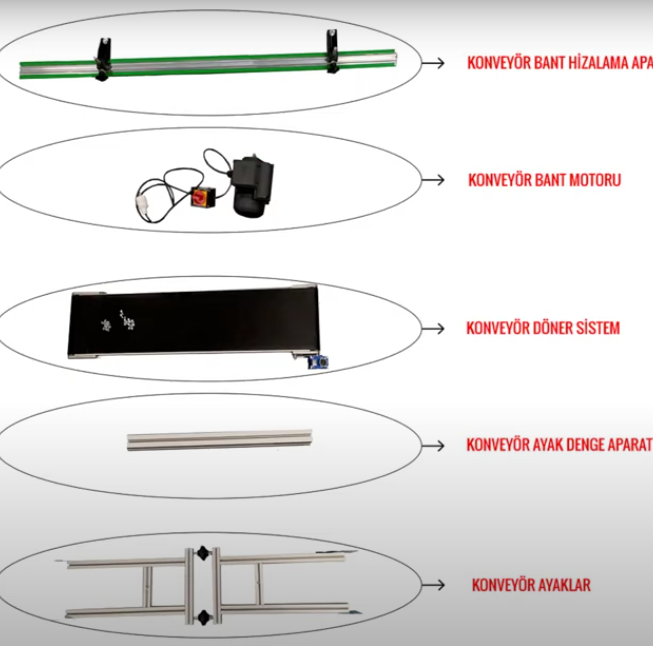 KONVEYÖR BANT HİZALAMA APA
KONVEYÖR BANT MOTORU
KONVEYÖR DÖNER SİSTEM
KONVEYÖR AYAK DENGE APARAT
KONVEYÖR AYAKLAR